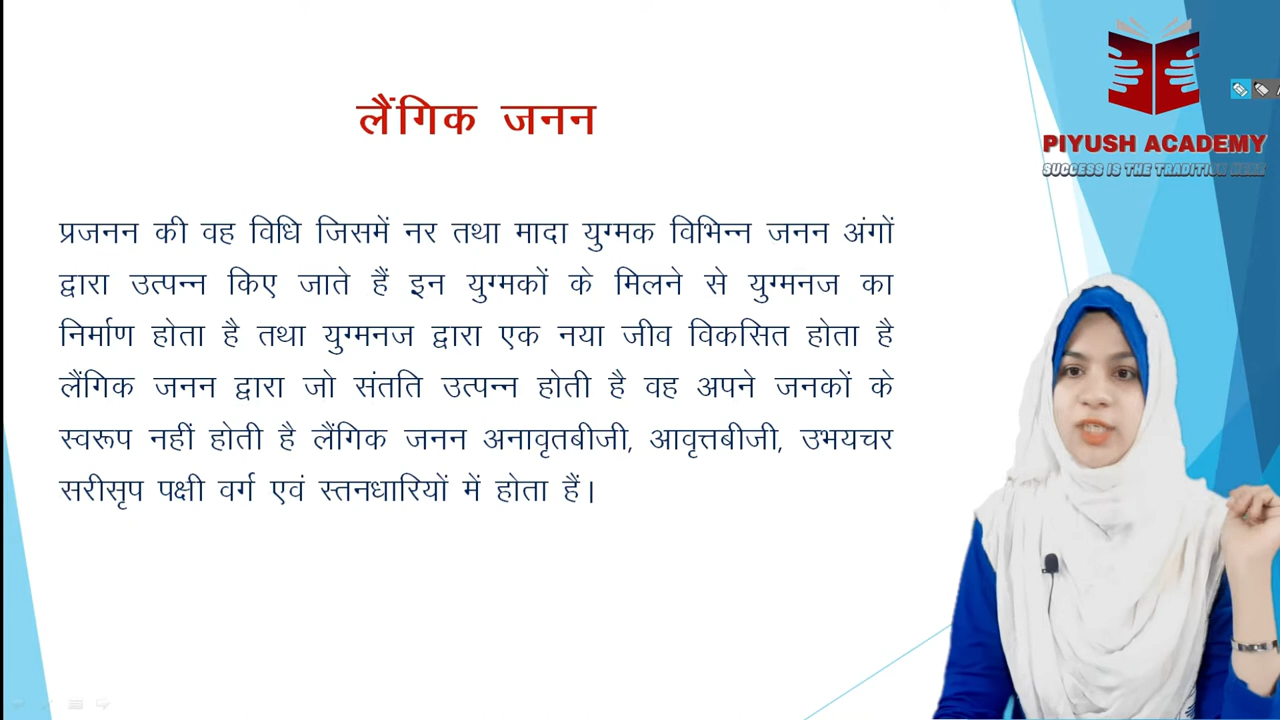 लैंगिक जनन
प्रजनन की वह विधि जिसमें नर तथा मादा युग्मक विभिन्न जनन अंगों
द्वारा उत्पन्न किए जाते हैं इन युग्मकों के मिलने से युग्मनज का
निर्माण होता है तथा युग्मनज द्वारा एक नया जीव विकसित होता है
लैंगिक जनन द्वारा जो संतति उत्पन्न होती है वह अपने जनकों के
स्वरूप नहीं होती है लैंगिक जनन अनावृतबीजी, आवृत्तबीजी, उभयचर
सरीसृप पक्षी वर्ग एवं स्तनधारियों में होता हैं।
PIYUSH ACADEMY
SUCCESS IS THE TRADITION HERE